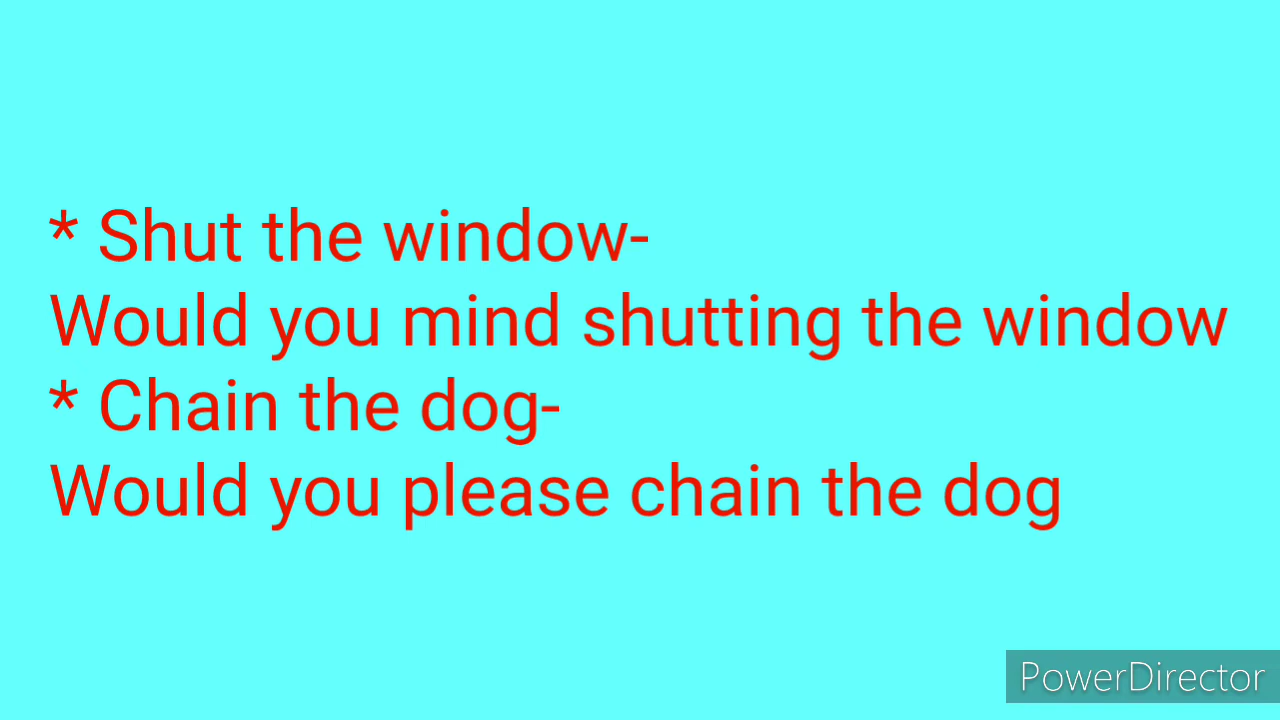 * Shut the window-
Would you mind shutting the window
* Chain the dog-
Would you please chain the dog
PowerDirector